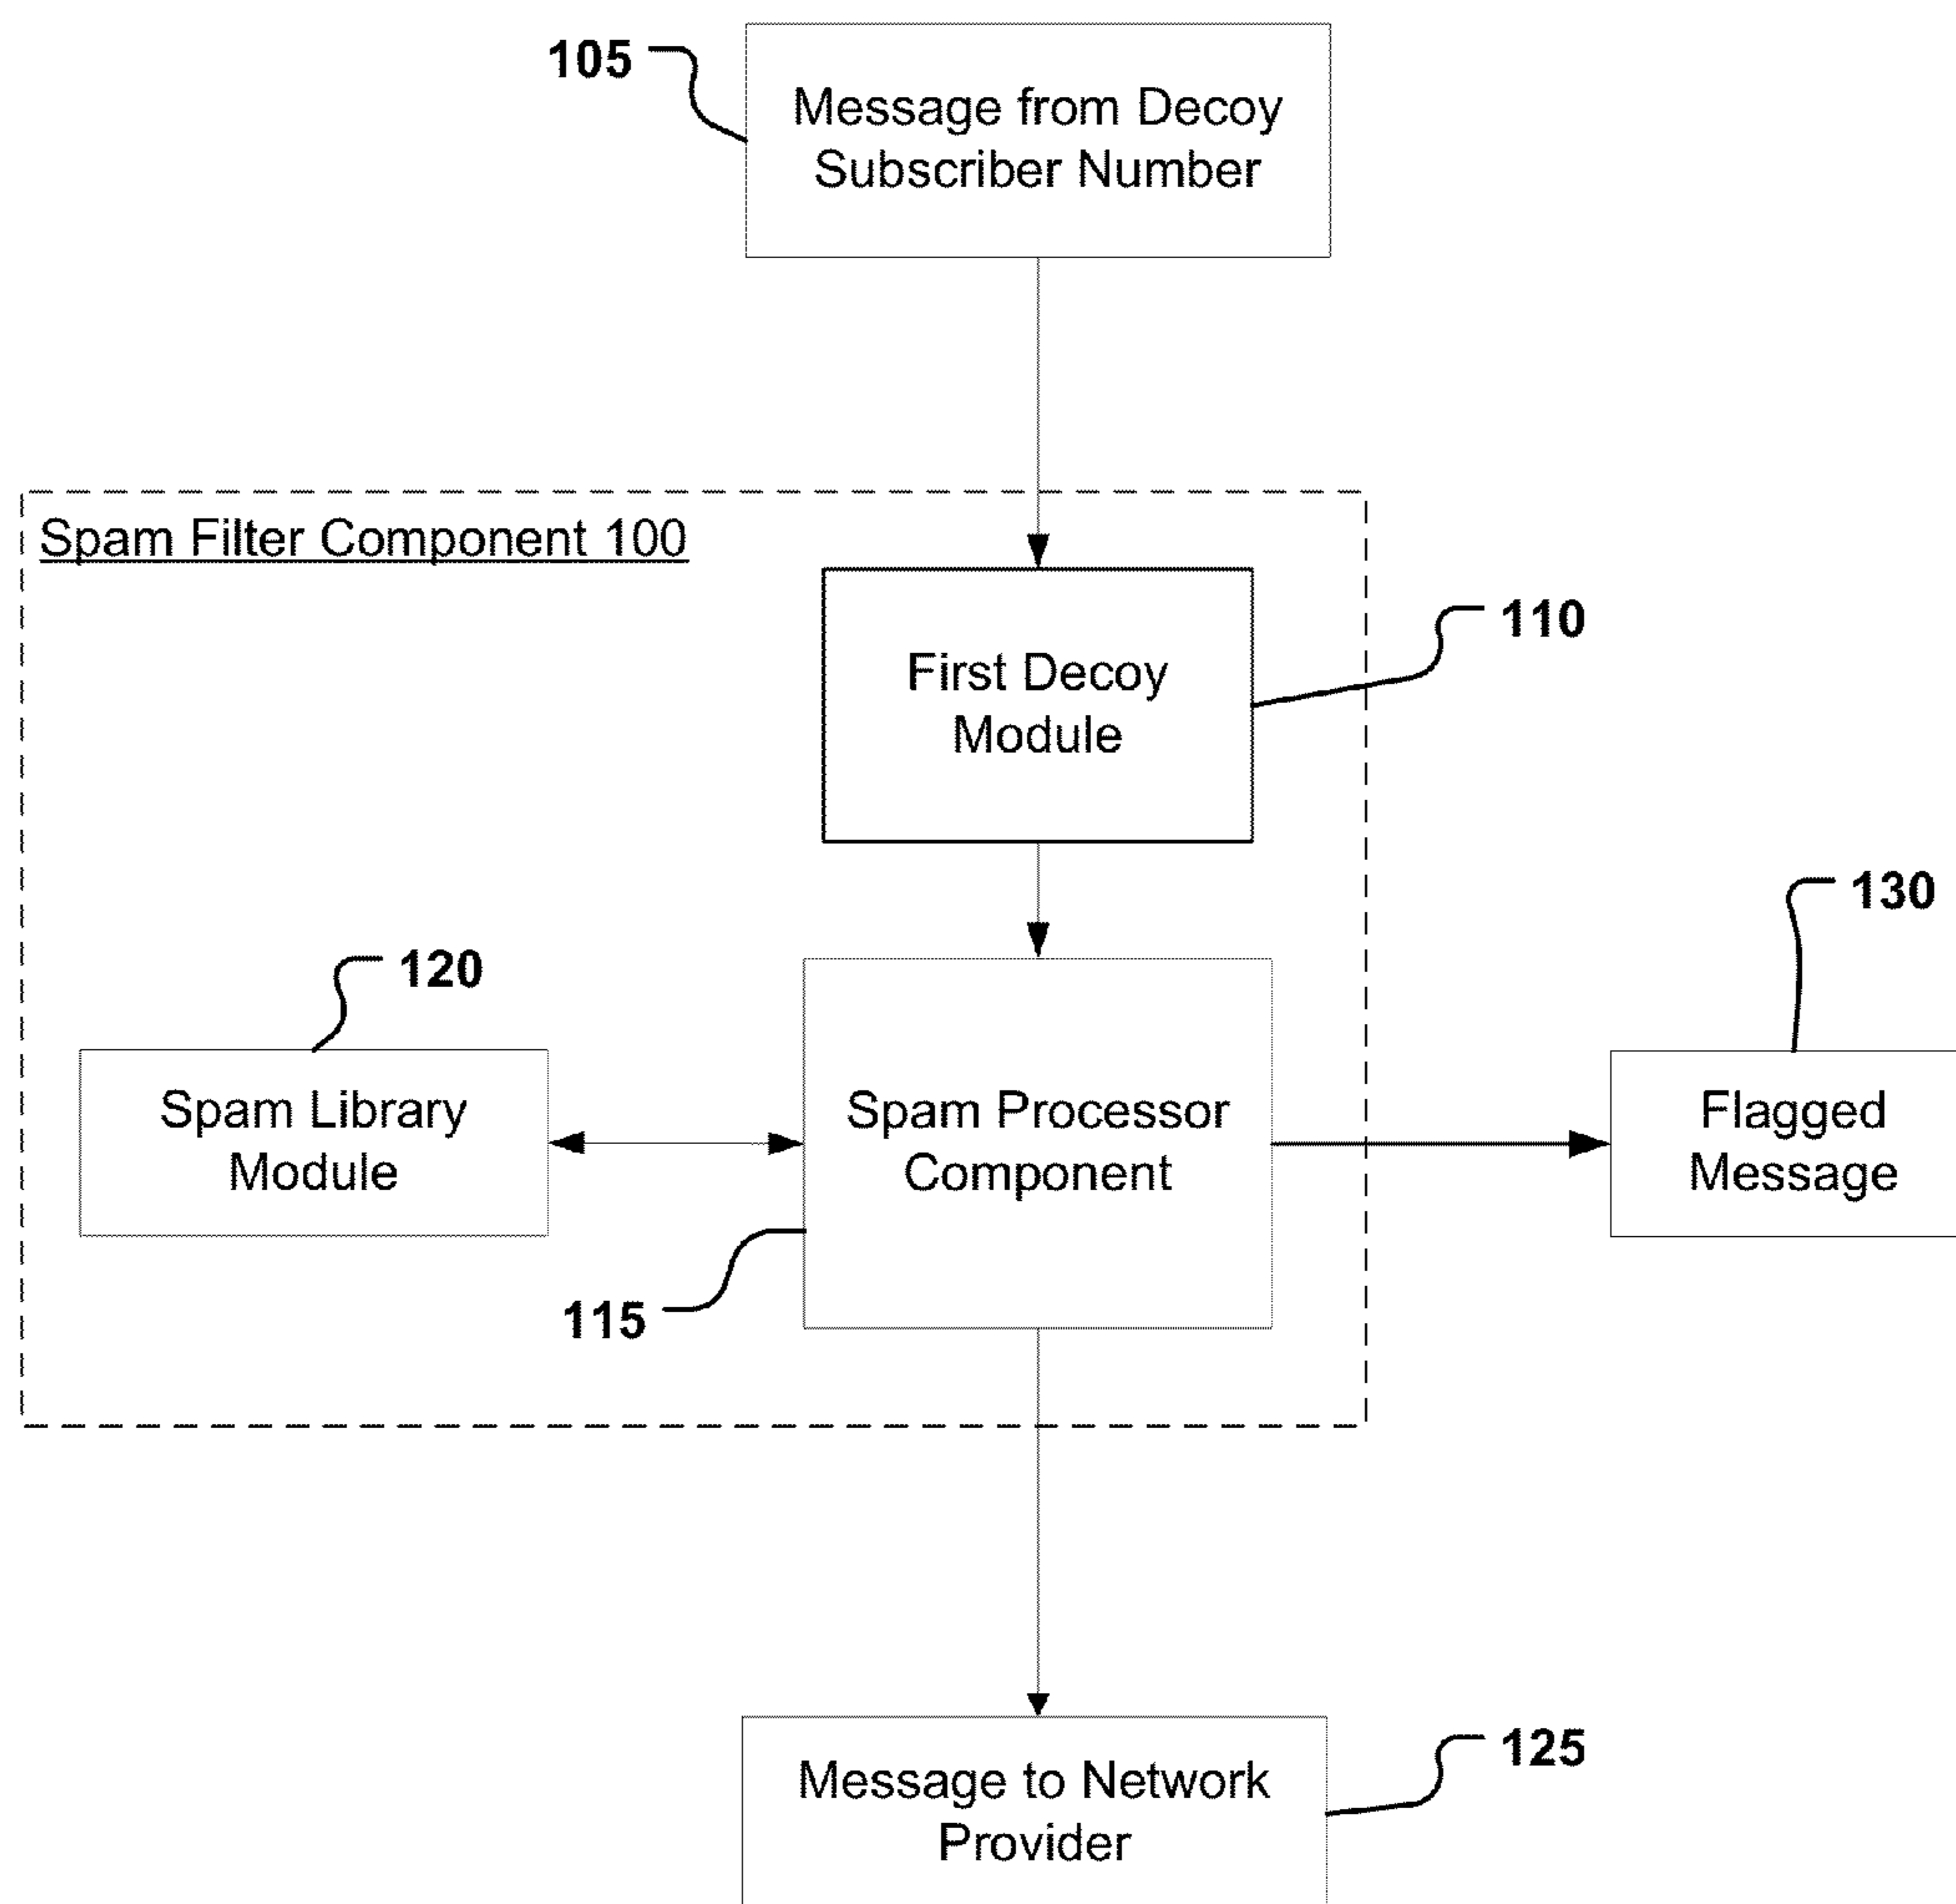 105
Message from Decoy
Subscriber Number
Spam Filter Component 100
110
First Decoy
Module
130
120
Spam Library
Module
Spam Processor
Component
Flagged
Message
115
125
Message to Network
Provider